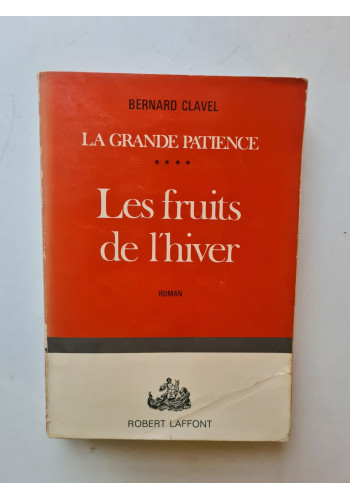 BERNARD CLAVEL
LA GRANDE PATIENCE
••••
Les fruits
de l'hiver
ROMAN
ROBERT LAFFONT